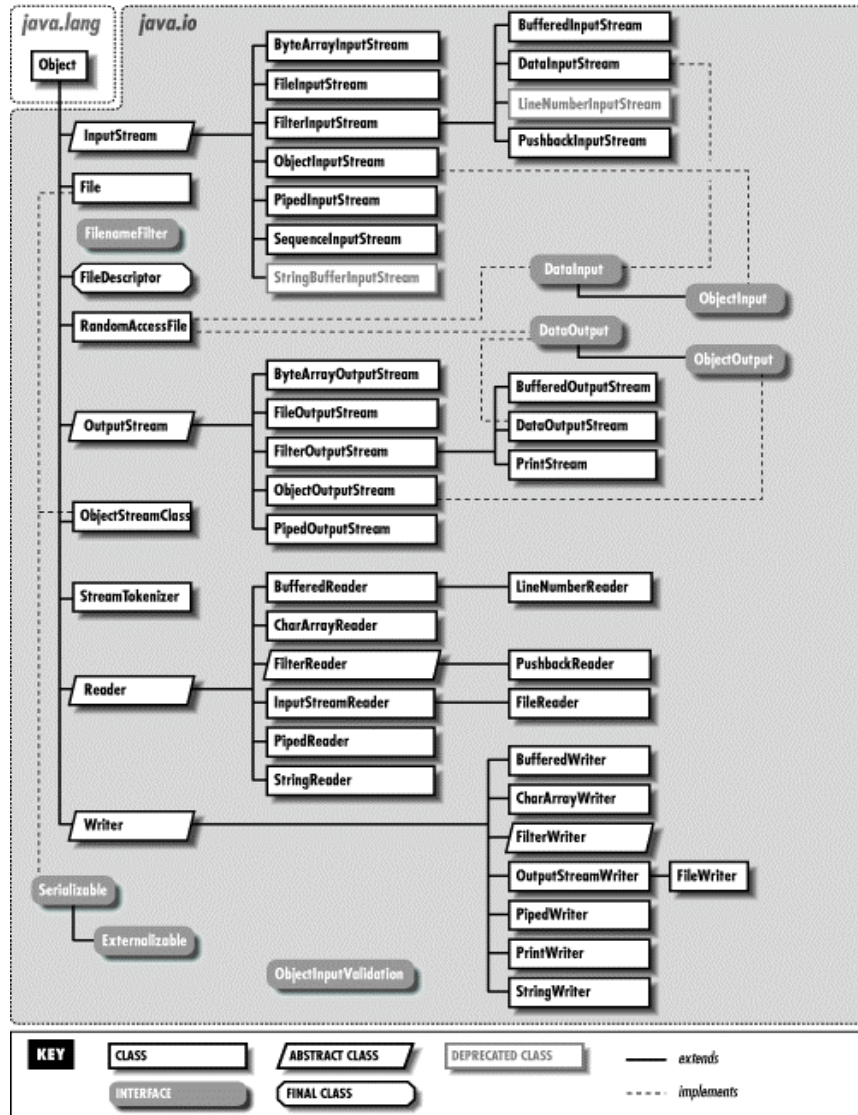 java.lang
java.io
Object
InputStream
File
FilenameFilter
FileDescriptor
RandomAccessFile
OutputStream
ObjectStreamClass
StreamTokenizer
Reader
Writer
Serializable
Externalizable
ByteArrayInputStream
FileInputStream
FilterInputStream
ObjectInputStream
PipedInputStream
SequenceInputStream
StringBufferInputStream
BufferedInputStream
DataInputStream
LineNumberInputStream
PushbackInputStream
DataInput
ObjectInput
DataOutput
ObjectOutput
ByteArrayOutputStream
FileOutputStream
FilterOutputStream
ObjectOutputStream
PipedOutputStream
BufferedOutputStream
DataOutputStream
PrintStream
BufferedReader
CharArrayReader
FilterReader
InputStreamReader
PipedReader
StringReader
LineNumberReader
PushbackReader
FileReader
BufferedWriter
CharArrayWriter
FilterWriter
OutputStreamWriter
FileWriter
PipedWriter
PrintWriter
StringWriter
ObjectInputValidation
KEY
CLASS
ABSTRACT CLASS
DEPRECATED CLASS
extends
INTERFACE
FINAL CLASS
implements